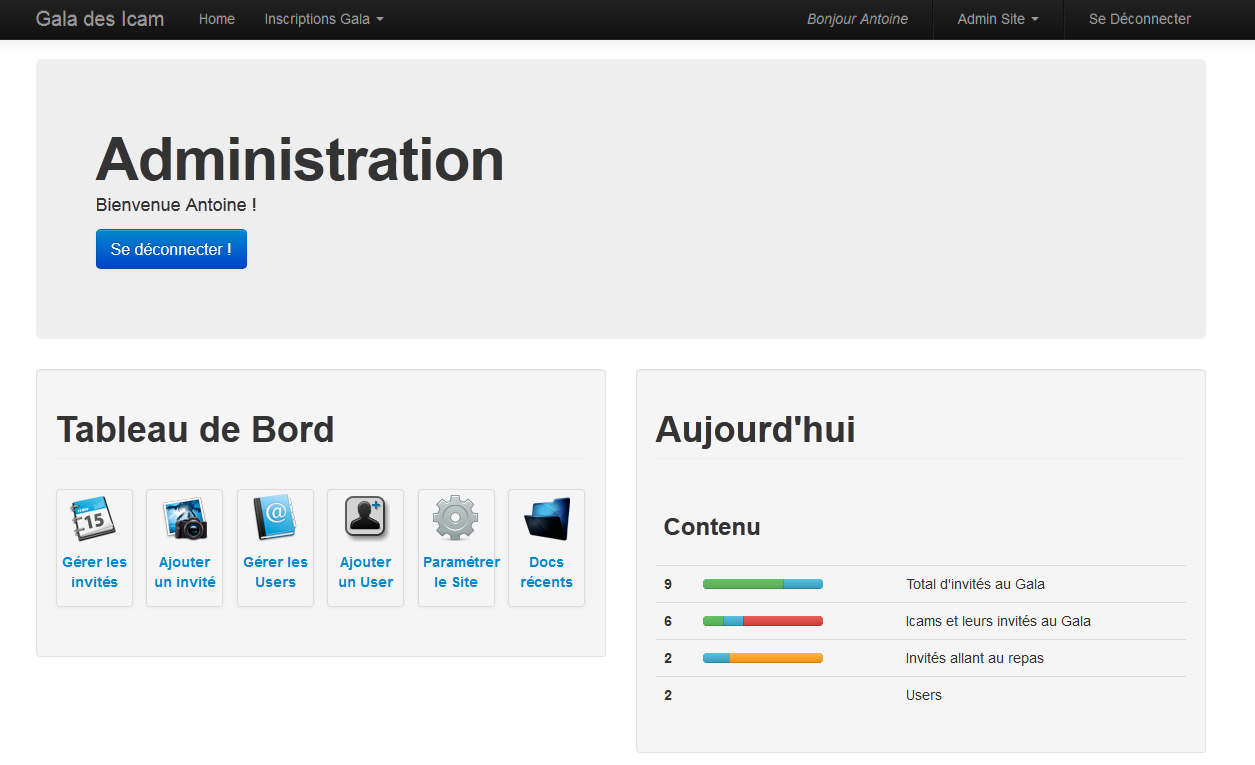 Gala des Icam Home Inscriptions Gala Bonjour Antoine Admin Site Se Déconnecter
Administration
Bienvenue Antoine !
Se déconnecter !
Tableau de Bord
15
Gérer les
invités
Ajouter
un invité
@
Gérer les
Users
Ajouter
un User
Paramétrer
le Site
Docs
récents
Aujourd'hui
Contenu
9 Total d'invités au Gala
6 Icams et leurs invités au Gala
2 Invités allant au repas
2 Users